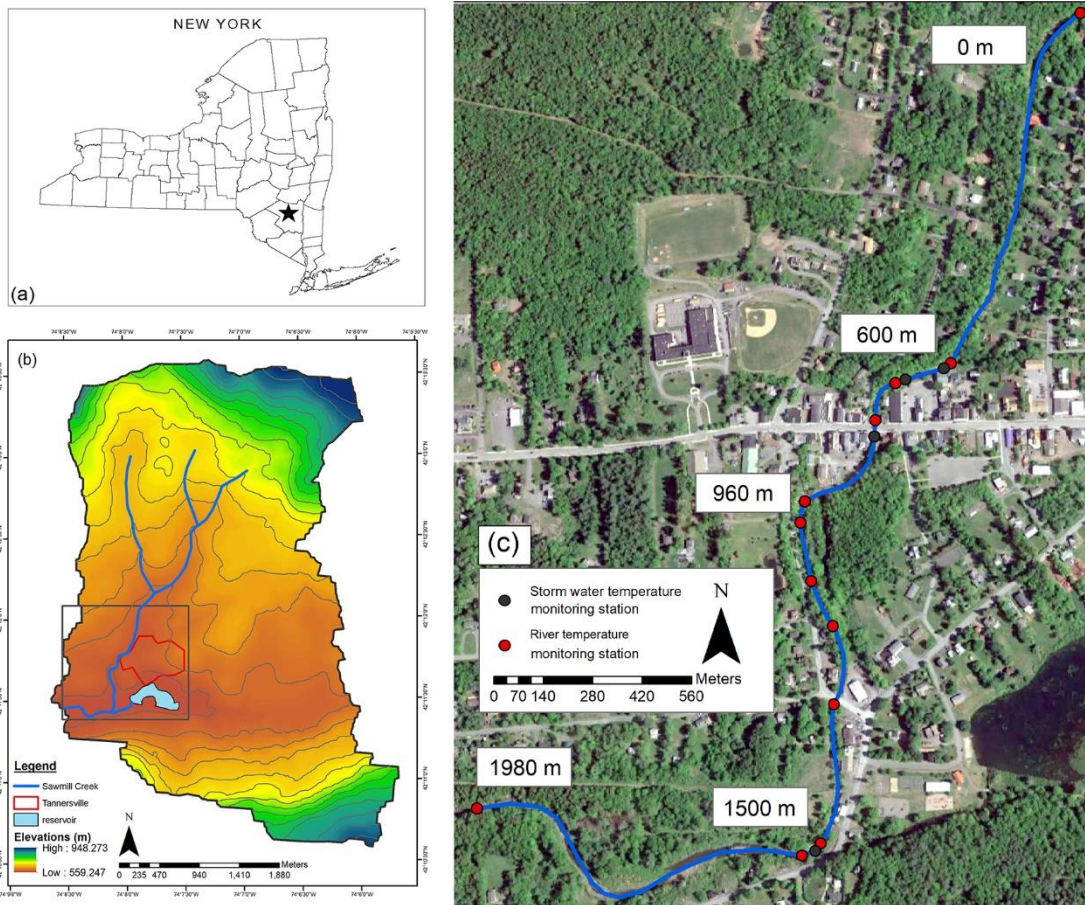 NEW YORK
(a)
(b)
74°8'30"W
74°8'0"W
74°7'30"W
74°7'0"W
74°6'30"W
74°6'0"W
Legend
Sawmill Creek
Tannersville
reservoir
Elevations (m)
High : 948.273
Low : 559.247
N
Meters
0 235 470 940 1,410 1,880
0 m
600 m
960 m
(c)
Storm water temperature
monitoring station
River temperature
monitoring station
N
Meters
0 70 140 280 420 560
1980 m
1500 m